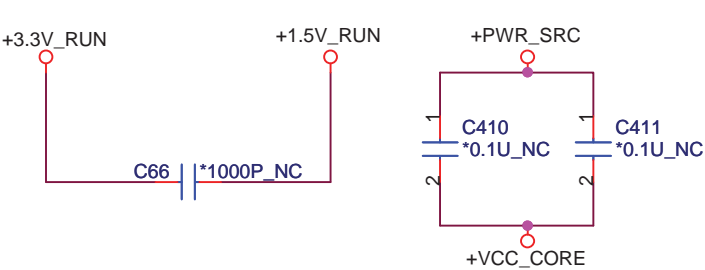 +3.3V_RUN
+1.5V_RUN
C66
*1000P_NC
+PWR_SRC
1
C410
*0.1U_NC
2
1
C411
*0.1U_NC
2
+VCC_CORE